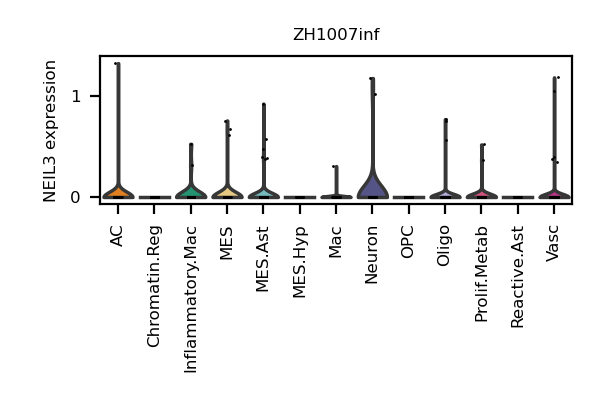 ZH1007inf
NEIL3 expression
1
0
AC
Chromatin.Reg
Inflammatory.Mac
MES
MES.Ast
MES.Hyp
Mac
Neuron
OPC
Oligo
Prolif.Metab
Reactive.Ast
Vasc